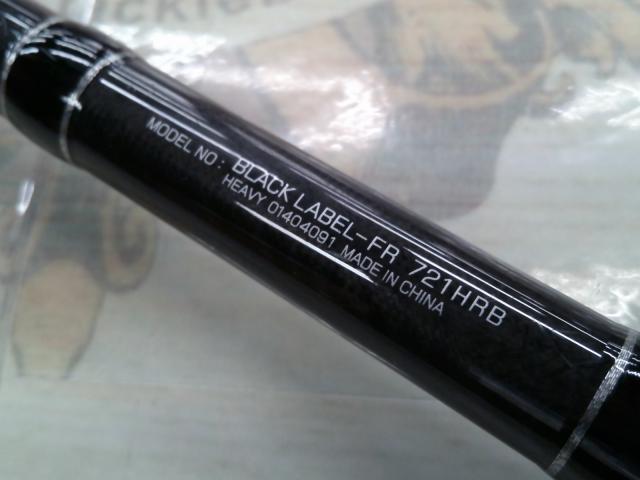 MODEL NO : BLACK LABEL-FR 721HRB
HEAVY 01404091 MADE IN CHINA